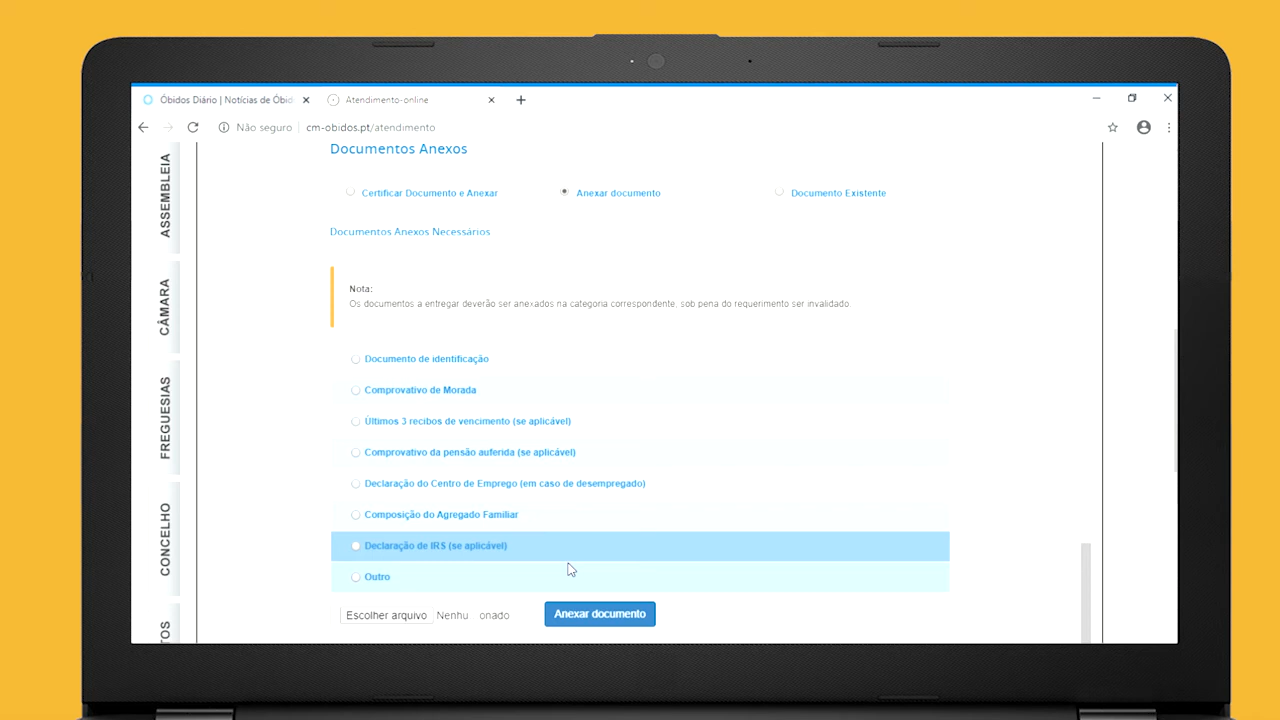 Óbidos Diário | Notícias de Óbid
Atendimento-online
Não seguro
cm-obidos.pt/atendimento
ASSEMBLEIA
CÂMARA
FREGUESIAS
CONCELHO
TOS
Documentos Anexos
Certificar Documento e Anexar
Anexar documento
Documento Existente
Documentos Anexos Necessários
Nota:
Os documentos a entregar deverão ser anexados na categoria correspondente, sob pena do requerimento ser invalidado.
Documento de identificação
Comprovativo de Morada
Últimos 3 recibos de vencimento (se aplicável)
Comprovativo da pensão auferida (se aplicável)
Declaração do Centro de Emprego (em caso de desempregado)
Composição do Agregado Familiar
Declaração de IRS (se aplicável)
Outro
Escolher arquivo Nenhu onado
Anexar documento